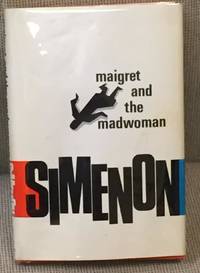 maigret
and
the
madwoman
SIMENON